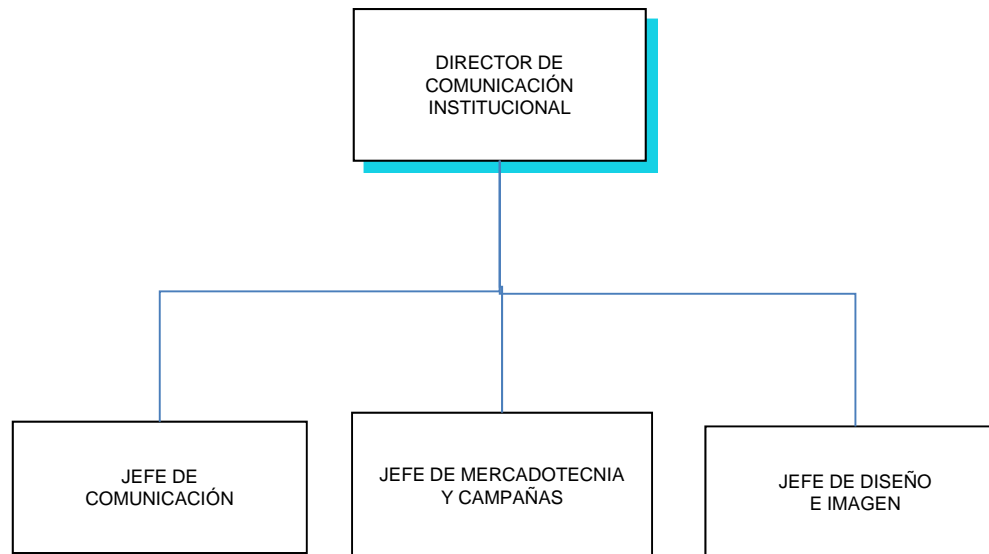 DIRECTOR DE
COMUNICACIÓN
INSTITUCIONAL
JEFE DE
COMUNICACIÓN
JEFE DE MERCADOTECNIA
Y CAMPAÑAS
JEFE DE DISEÑO
E IMAGEN